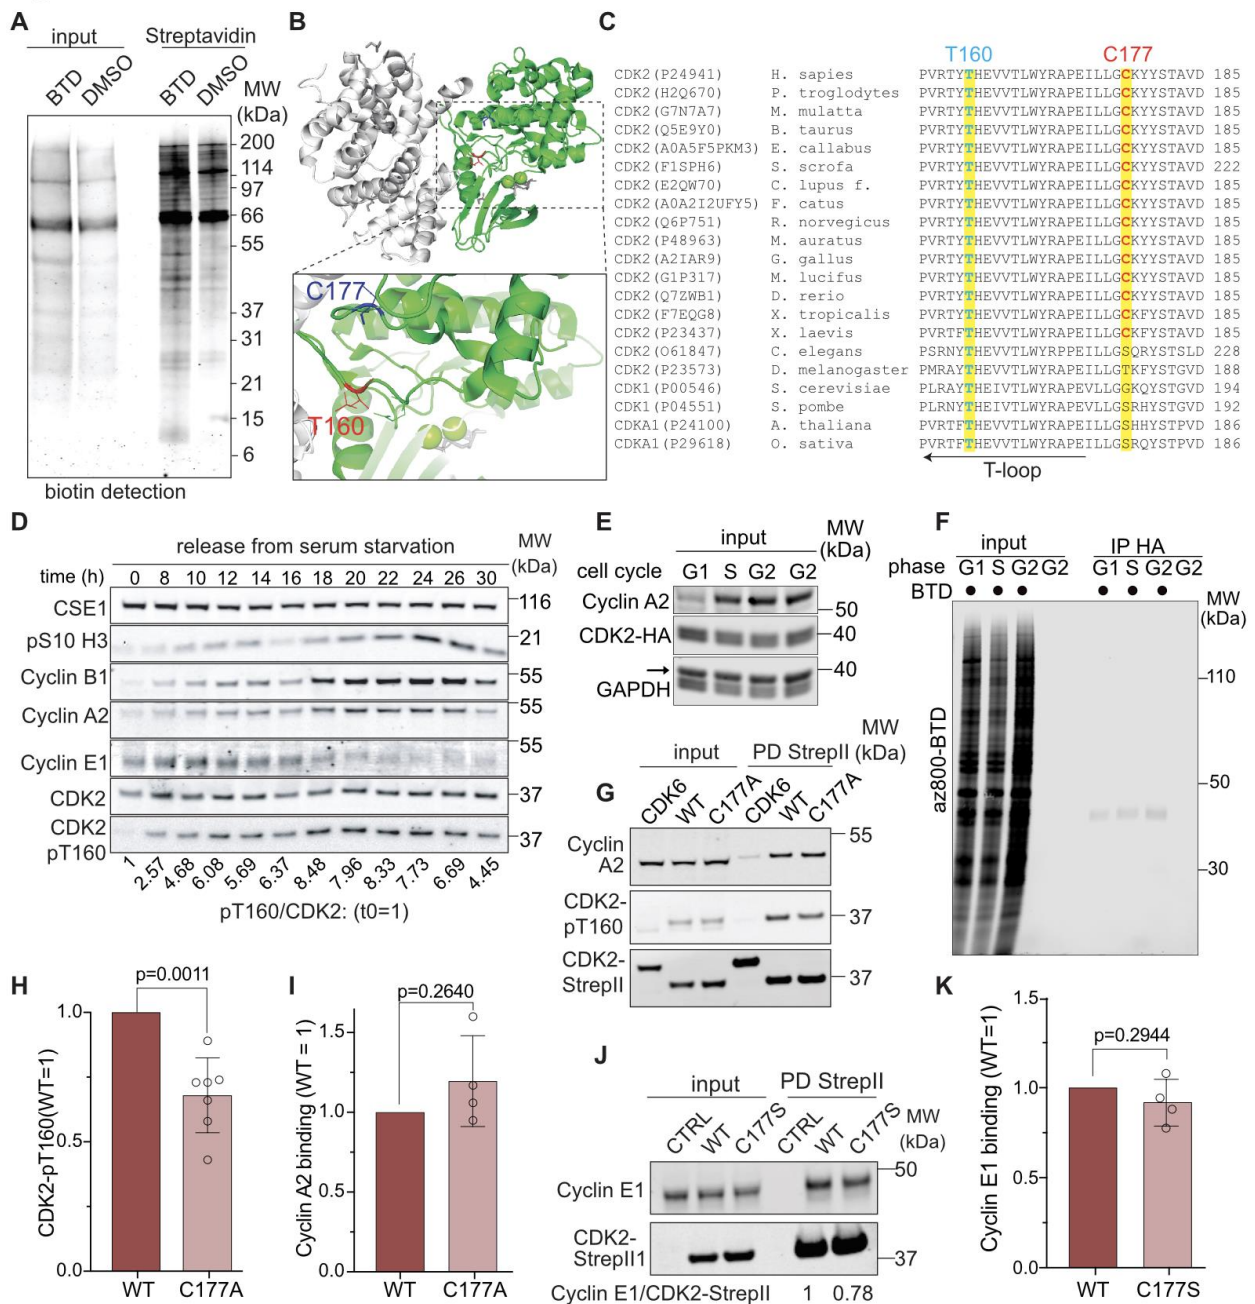 A
input
Streptavidin
BTD
DMSO
BTD
DMSO
MW
(kDa)
200
114
97
66
55
37
31
21
15
6
biotin detection
B
C177
T160
C
T160
C177
CDK2(P24941) H. sapies PVRTYTHEVVTLWYRAPEILLGCKYYSTAVD 185
CDK2(H2Q670) P. troglodytes PVRTYTHEVVTLWYRAPEILLGCKYYSTAVD 185
CDK2(G7N7A7) M. mulatta PVRTYTHEVVTLWYRAPEILLGCKYYSTAVD 185
CDK2(Q5E9Y0) B. taurus PVRTYTHEVVTLWYRAPEILLGCKYYSTAVD 185
CDK2(A0A5F5PKM3) E. callabus PVRTYTHEVVTLWYRAPEILLGCKYYSTAVD 185
CDK2(F1SPH6) S. scrofa PVRTYTHEVVTLWYRAPEILLGCKYYSTAVD 222
CDK2(E2QW70) C. lupus f. PVRTYTHEVVTLWYRAPEILLGCKYYSTAVD 185
CDK2(A0A2I2UFY5) F. catus PVRTYTHEVVTLWYRAPEILLGCKYYSTAVD 185
CDK2(Q6P751) R. norvegicus PVRTYTHEVVTLWYRAPEILLGCKYYSTAVD 185
CDK2(P48963) M. auratus PVRTYTHEVVTLWYRAPEILLGCKYYSTAVD 185
CDK2(A2IAR9) G. gallus PVRTYTHEVVTLWYRAPEILLGCKYYSTAVD 185
CDK2(G1P317) M. lucifus PVRTYTHEVVTLWYRAPEILLGCKYYSTAVD 185
CDK2(Q7ZWB1) D. rerio PVRTYTHEVVTLWYRAPEILLGCKYYSTAVD 185
CDK2(F7EQG8) X. tropicalis PVRTFTHEVVTLWYRAPEILLGCKFYSTAVD 185
CDK2(P23437) X. laevis PVRTFTHEVVTLWYRAPEILLGCKFYSTAVD 185
CDK2(O61847) C. elegans PSRNYTHEVVTLWYRPPEILLGSQRYSTSLD 228
CDK2(P23573) D. melanogaster PMRAYTHEVVTLWYRAPEILLGTKFYSTGVD 188
CDK1(P00546) S. cerevisiae PLRAYTHEIVTLWYRAPEVLLGGKQYSTGVD 194
CDK1(P04551) S. pombe PLRNYTHEIVTLWYRAPEVLLGSRHYSTGVD 192
CDKA1(P24100) A. thaliana PVRTFTHEVVTLWYRAPEILLGSHHYSTPVD 186
CDKA1(P29618) O. sativa PVRTFTHEVVTLWYRAPEILLGSRQYSTPVD 186
T-loop
D
release from serum starvation
MW
(kDa)
time (h) 0 8 10 12 14 16 18 20 22 24 26 30
CSE1 116
pS10 H3 21
Cyclin B1 55
Cyclin A2 55
Cyclin E1 55
CDK2 37
CDK2
pT160 37
1 2.57 4.68 6.08 5.69 6.37 8.48 7.96 8.33 7.73 6.69 4.45
pT160/CDK2: (t0=1)
E
input
MW
(kDa)
cell cycle G1 S G2 G2
Cyclin A2 50
CDK2-HA 40
GAPDH 40
F
input IP HA
phase G1 S G2 G2 G1 S G2 G2
BTD ● ● ● ● ● ●
MW
(kDa)
110
50
30
az800-BTD
G
input PD StrepII
MW
(kDa)
CDK6 WT C177A CDK6 WT C177A
Cyclin
A2
55
CDK2-
pT160
37
CDK2-
StrepII
37
H
p=0.0011
CDK2-pT160(WT=1)
1.0
0.5
0.0
WT C177A
I
p=0.2640
Cyclin A2 binding (WT = 1)
1.5
1.0
0.5
0.0
WT C177A
J
input PD StrepII
CTRL WT C177S CTRL WT C177S
MW
(kDa)
Cyclin E1 50
CDK2-
StrepII1 37
Cyclin E1/CDK2-StrepII 1 0.78
K
p=0.2944
Cyclin E1 binding (WT=1)
1.5
1.0
0.5
0.0
WT C177S